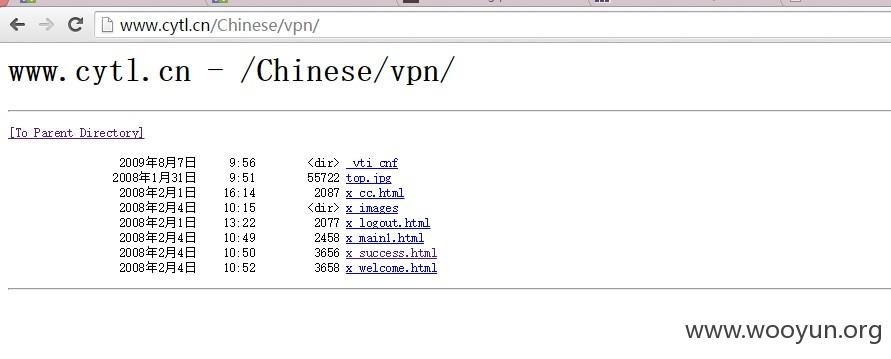 www.cytl.cn/Chinese/vpn/
www.cytl.cn - /Chinese/vpn/
[To Parent Directory]
2009年8月7日 9:56 <dir> _vti_cnf
2008年1月31日 9:51 55722 top.jpg
2008年2月1日 16:14 2087 x_cc.html
2008年2月4日 10:15 <dir> x_images
2008年2月1日 13:22 2077 x_logout.html
2008年2月4日 10:49 2458 x_main1.html
2008年2月4日 10:50 3656 x_success.html
2008年2月4日 10:52 3658 x_welcome.html
www.wooyun.org